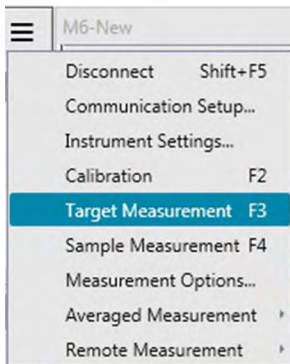 M6-New
Disconnect Shift+F5
Communication Setup...
Instrument Settings...
Calibration F2
Target Measurement F3
Sample Measurement F4
Measurement Options...
Averaged Measurement
Remote Measurement